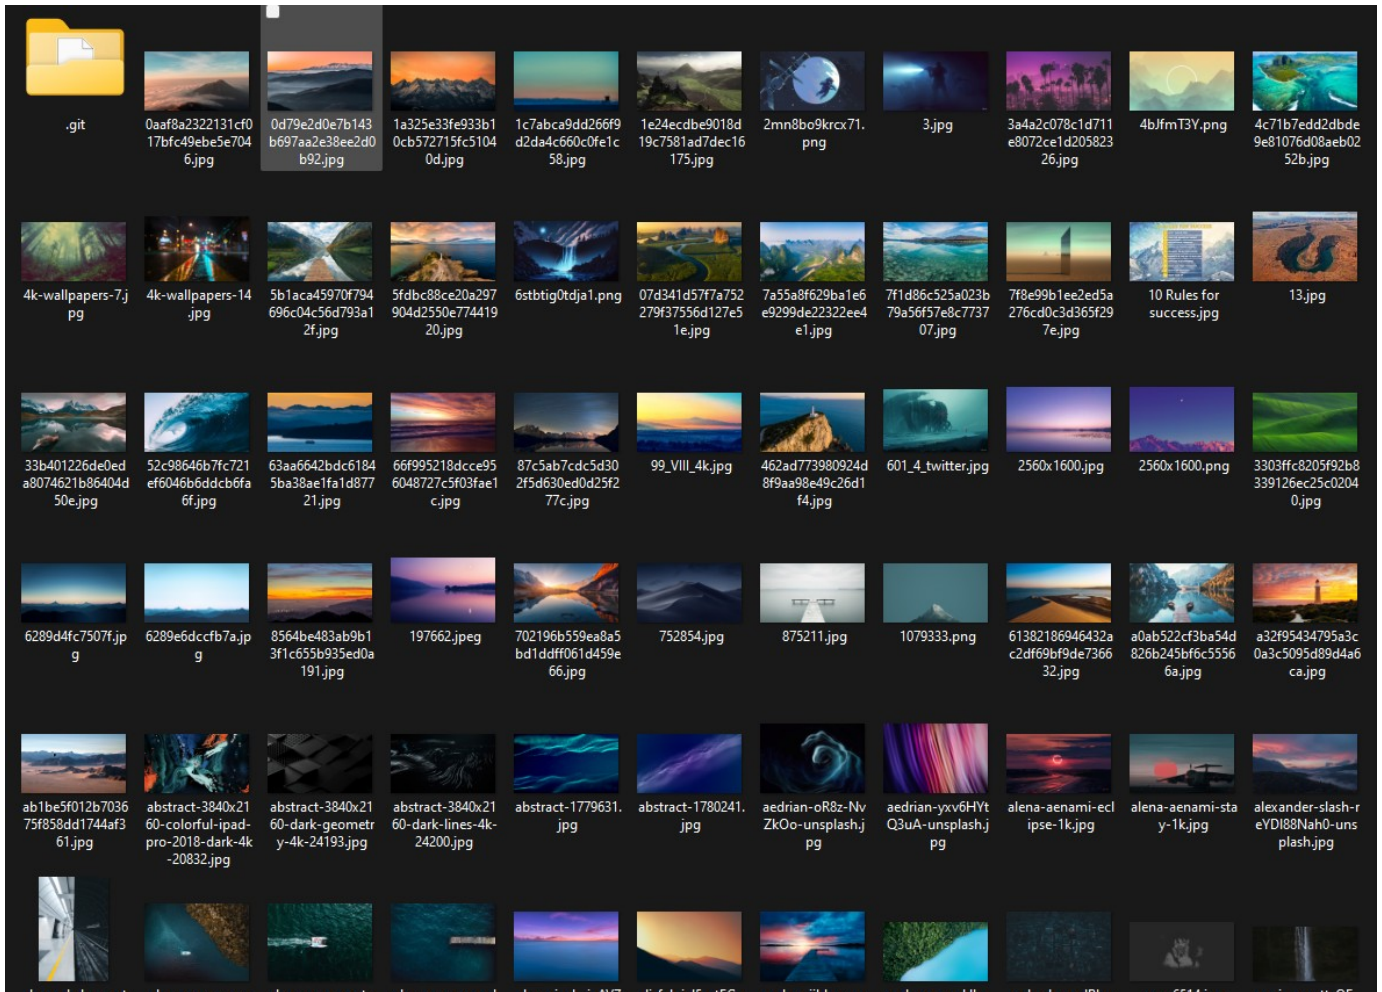 .git
0aaf8a2322131cf0
17bfc49ebe5e704
6.jpg
0d79e2d0e7b143
b697aa2e38ee2d0
b92.jpg
1a325e33fe933b1
0cb572715fc5104
0d.jpg
1c7abca9dd266f9
d2da4c660c0fe1c
58.jpg
1e24ecdbe9018d
19c7581ad7dec16
175.jpg
2mn8bo9krcx71.
png
3.jpg
3a4a2c078c1d711
e8072ce1d205823
26.jpg
4bJfmT3Y.png
4c71b7edd2dbde
9e81076d08aeb02
52b.jpg
4k-wallpapers-7.j
pg
4k-wallpapers-14
.jpg
5b1aca45970f794
696c04c56d793a1
2f.jpg
5fdbc88ce20a297
904d2550e774419
20.jpg
6stbtig0tdja1.png
07d341d57f7a752
279f37556d127e5
1e.jpg
7a55a8f629ba1e6
e9299de22322ee4
e1.jpg
7f1d86c525a023b
79a56f57e8c7737
07.jpg
7f8e99b1ee2ed5a
276cd0c3d365f29
7e.jpg
10 Rules for
success.jpg
13.jpg
33b401226de0ed
a8074621b86404d
50e.jpg
52c98646b7fc721
ef6046b6ddcb6fa
6f.jpg
63aa6642bdc6184
5ba38ae1fa1d877
21.jpg
66f995218dcce95
6048727c5f03fae1
c.jpg
87c5ab7cdc5d30
2f5d630ed0d25f2
77c.jpg
99_VIII_4k.jpg
462ad773980924d
8f9aa98e49c26d1
f4.jpg
601_4_twitter.jpg
2560x1600.jpg
2560x1600.png
3303ffc8205f92b8
339126ec25c0204
0.jpg
6289d4fc7507f.jp
g
6289e6dccfb7a.jp
g
8564be483ab9b1
3f1c655b935ed0a
191.jpg
197662.jpeg
702196b559ea8a5
bd1ddff061d459e
66.jpg
752854.jpg
875211.jpg
1079333.png
61382186946432a
c2df69bf9de7366
32.jpg
a0ab522cf3ba54d
826b245bf6c5556
6a.jpg
a32f95434795a3c
0a3c5095d89d4a6
ca.jpg
ab1be5f012b7036
75f858dd1744af3
61.jpg
abstract-3840x21
60-colorful-ipad-
pro-2018-dark-4k
-20832.jpg
abstract-3840x21
60-dark-geometr
y-4k-24193.jpg
abstract-3840x21
60-dark-lines-4k-
24200.jpg
abstract-1779631.
jpg
abstract-1780241.
jpg
aedrian-oR8z-Nv
ZkOo-unsplash.j
pg
aedrian-yxv6HYt
Q3uA-unsplash.j
pg
alena-aenami-ecl
ipse-1k.jpg
alena-aenami-sta
y-1k.jpg
alexander-slash-r
eYDI88Nah0-uns
plash.jpg